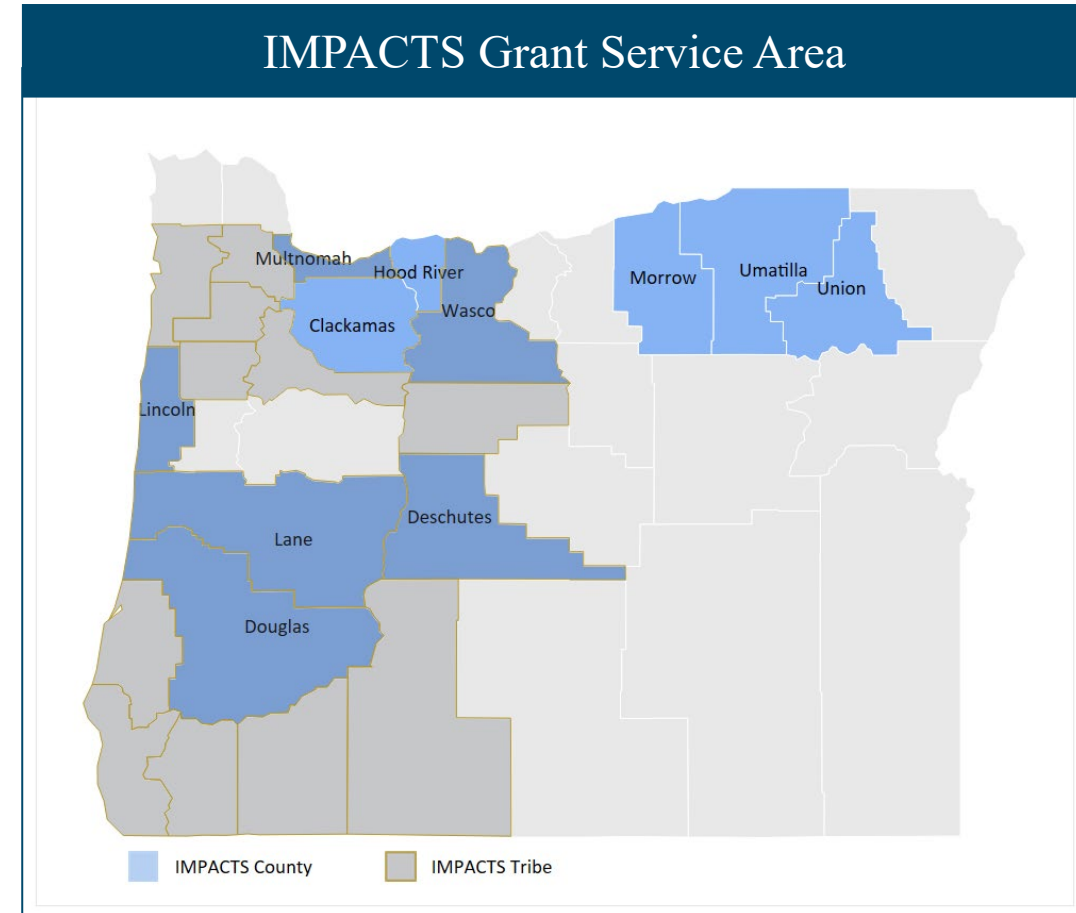 IMPACTS Grant Service Area
Multnomah
Hood River
Wasco
Clackamas
Morrow
Umatilla
Union
Lincoln
Deschutes
Lane
Douglas
IMPACTS County
IMPACTS Tribe